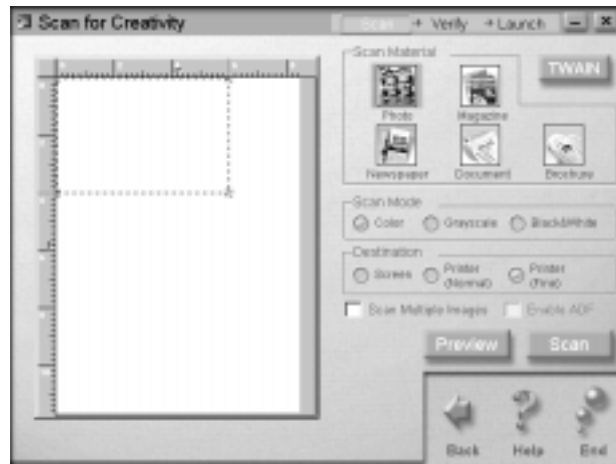 Scan for Creativity
Scan → Verify → Launch
Scan Material
TWAIN
Photo Magazine
Newspaper Document Brochure
Scan Mode
Color Grayscale Black&White
Destination
Screen Printer (Normal) Printer (Fine)
Scan Multiple Images Enable ADF
Preview Scan
Back Help End